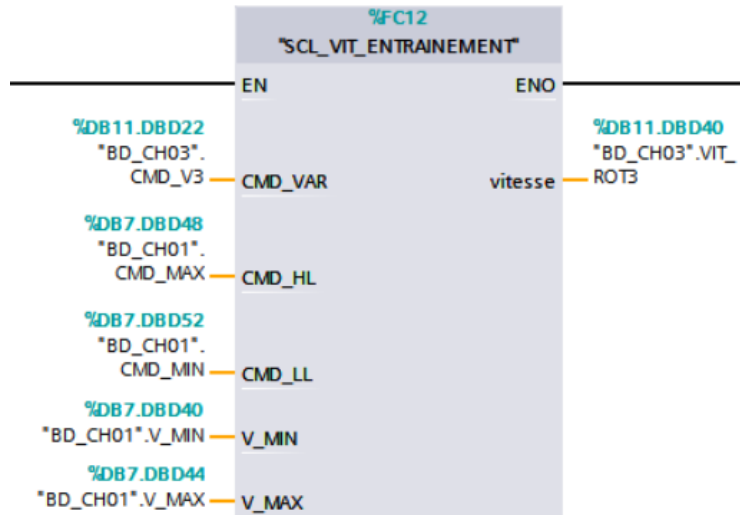 %FC12
"SCL_VIT_ENTRAINEMENT"
EN ENO
%DB11.DBD22
"BD_CH03".
CMD_V3 CMD_VAR
%DB11.DBD40
"BD_CH03".VIT_
vitesse ROT3
%DB7.DBD48
"BD_CH01".
CMD_MAX CMD_HL
%DB7.DBD52
"BD_CH01".
CMD_MIN CMD_LL
%DB7.DBD40
"BD_CH01".V_MIN V_MIN
%DB7.DBD44
"BD_CH01".V_MAX V_MAX